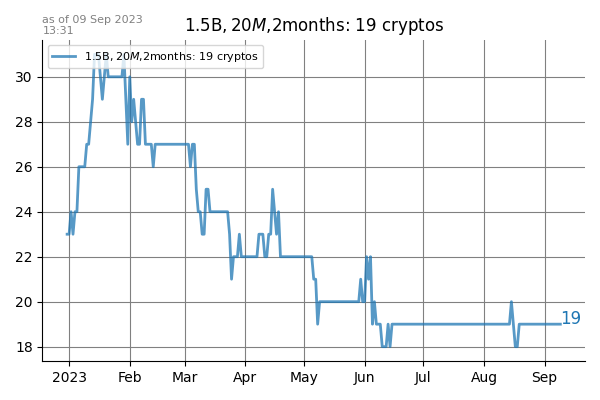 as of 09 Sep 2023
13:31
1.5B, 20M, 2months: 19 cryptos
1.5B, 20M, 2months: 19 cryptos
30
28
26
24
22
20
18
19
2023 Feb Mar Apr May Jun Jul Aug Sep